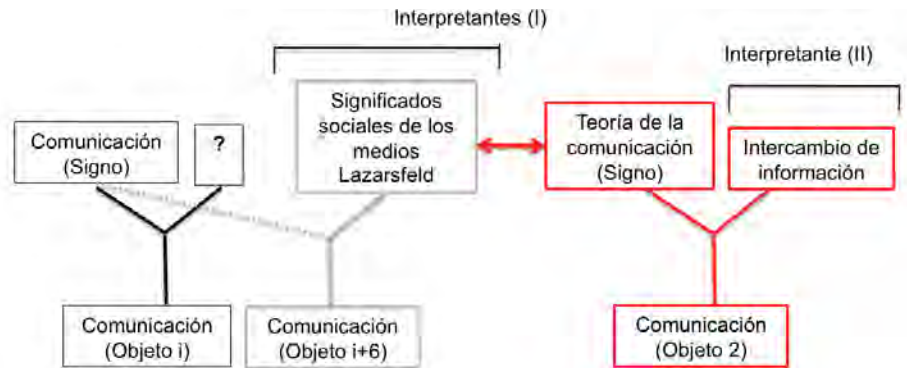 Interpretantes (I)
Interpretante (II)
Comunicación
(Signo)
?
Significados
sociales de los
medios
Lazarsfeld
Teoría de la
comunicación
(Signo)
Intercambio de
información
Comunicación
(Objeto i)
Comunicación
(Objeto i+6)
Comunicación
(Objeto 2)